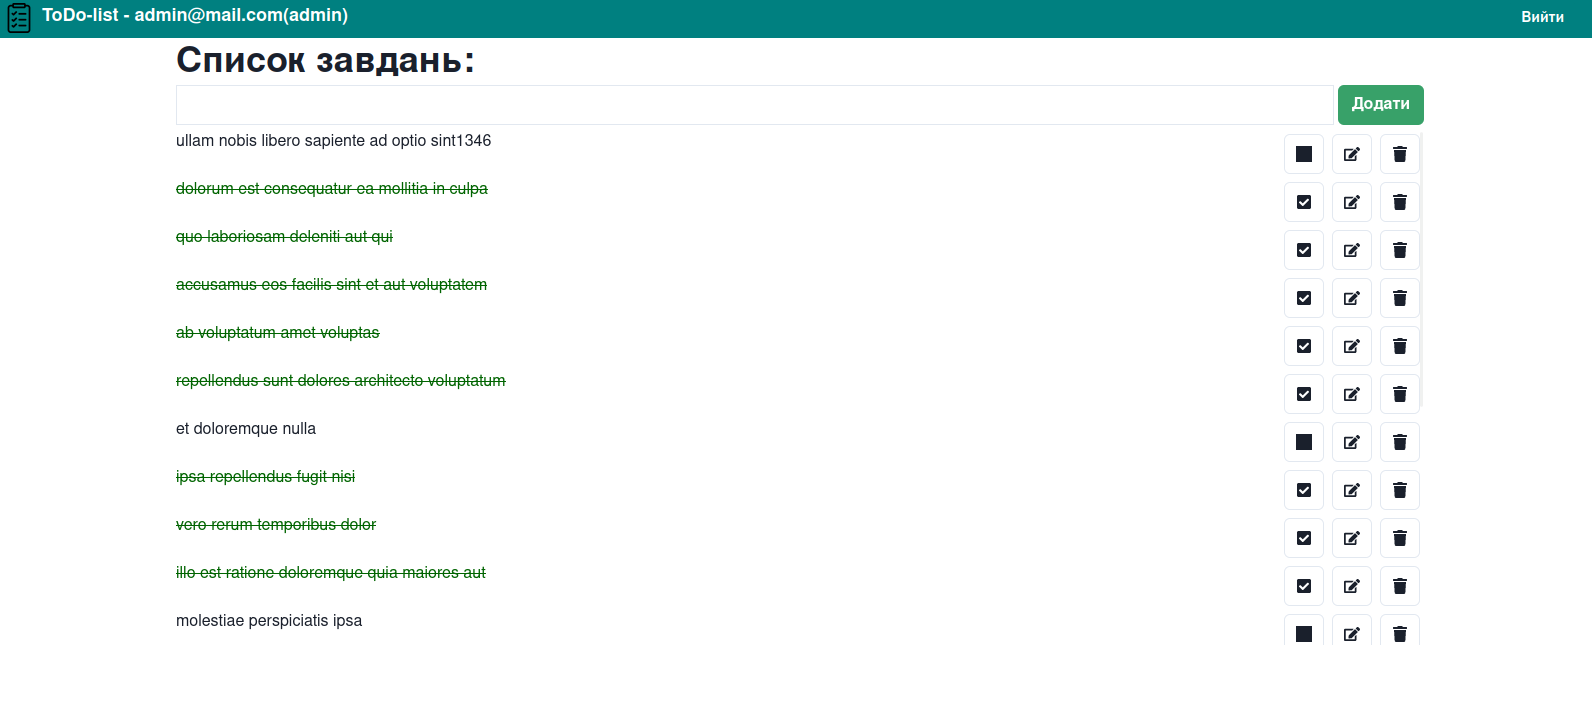 ToDo-list - admin@mail.com(admin)
Вийти
Список завдань:
Додати
ullam nobis libero sapiente ad optio sint1346
dolorum est consequatur ea mollitia in culpa
quo laboriosam deleniti aut qui
accusamus eos facilis sint et aut voluptatem
ab voluptatum amet voluptas
repellendus sunt dolores architecto voluptatum
et doloremque nulla
ipsa repellendus fugit nisi
vero rerum temporibus dolor
illo est ratione doloremque quia maiores aut
molestiae perspiciatis ipsa